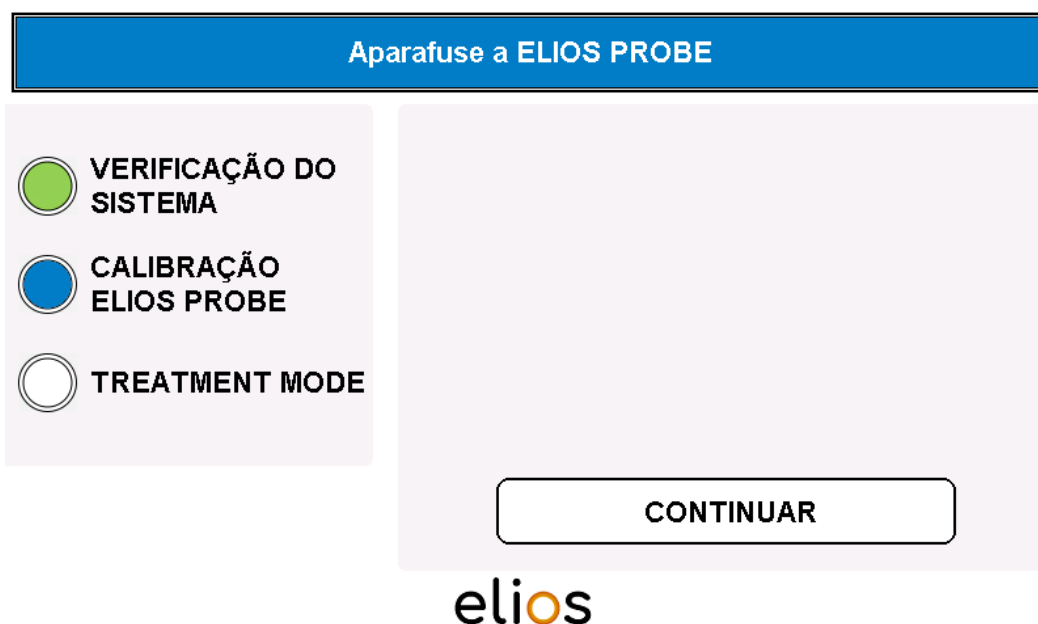 Aparafuse a ELIOS PROBE
VERIFICAÇÃO DO
SISTEMA
CALIBRAÇÃO
ELIOS PROBE
TREATMENT MODE
CONTINUAR
elios